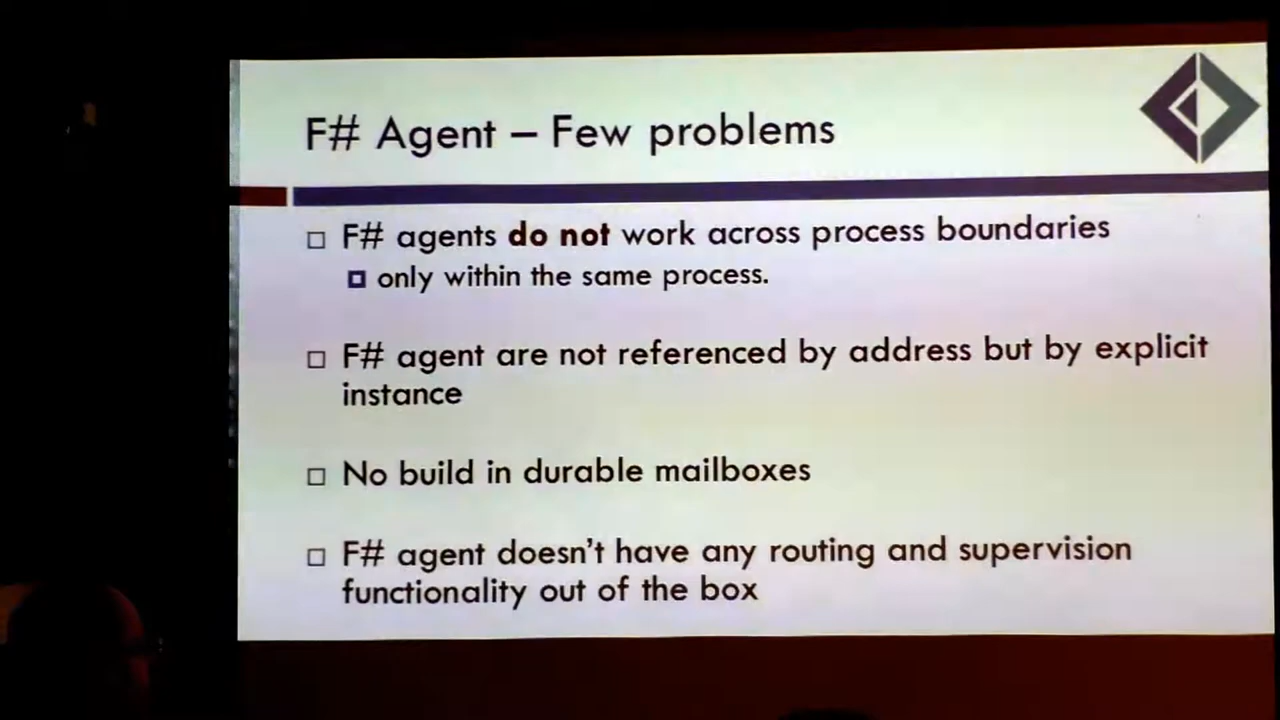 F# Agent – Few problems
F# agents do not work across process boundaries
only within the same process.
F# agent are not referenced by address but by explicit
instance
No build in durable mailboxes
F# agent doesn't have any routing and supervision
functionality out of the box